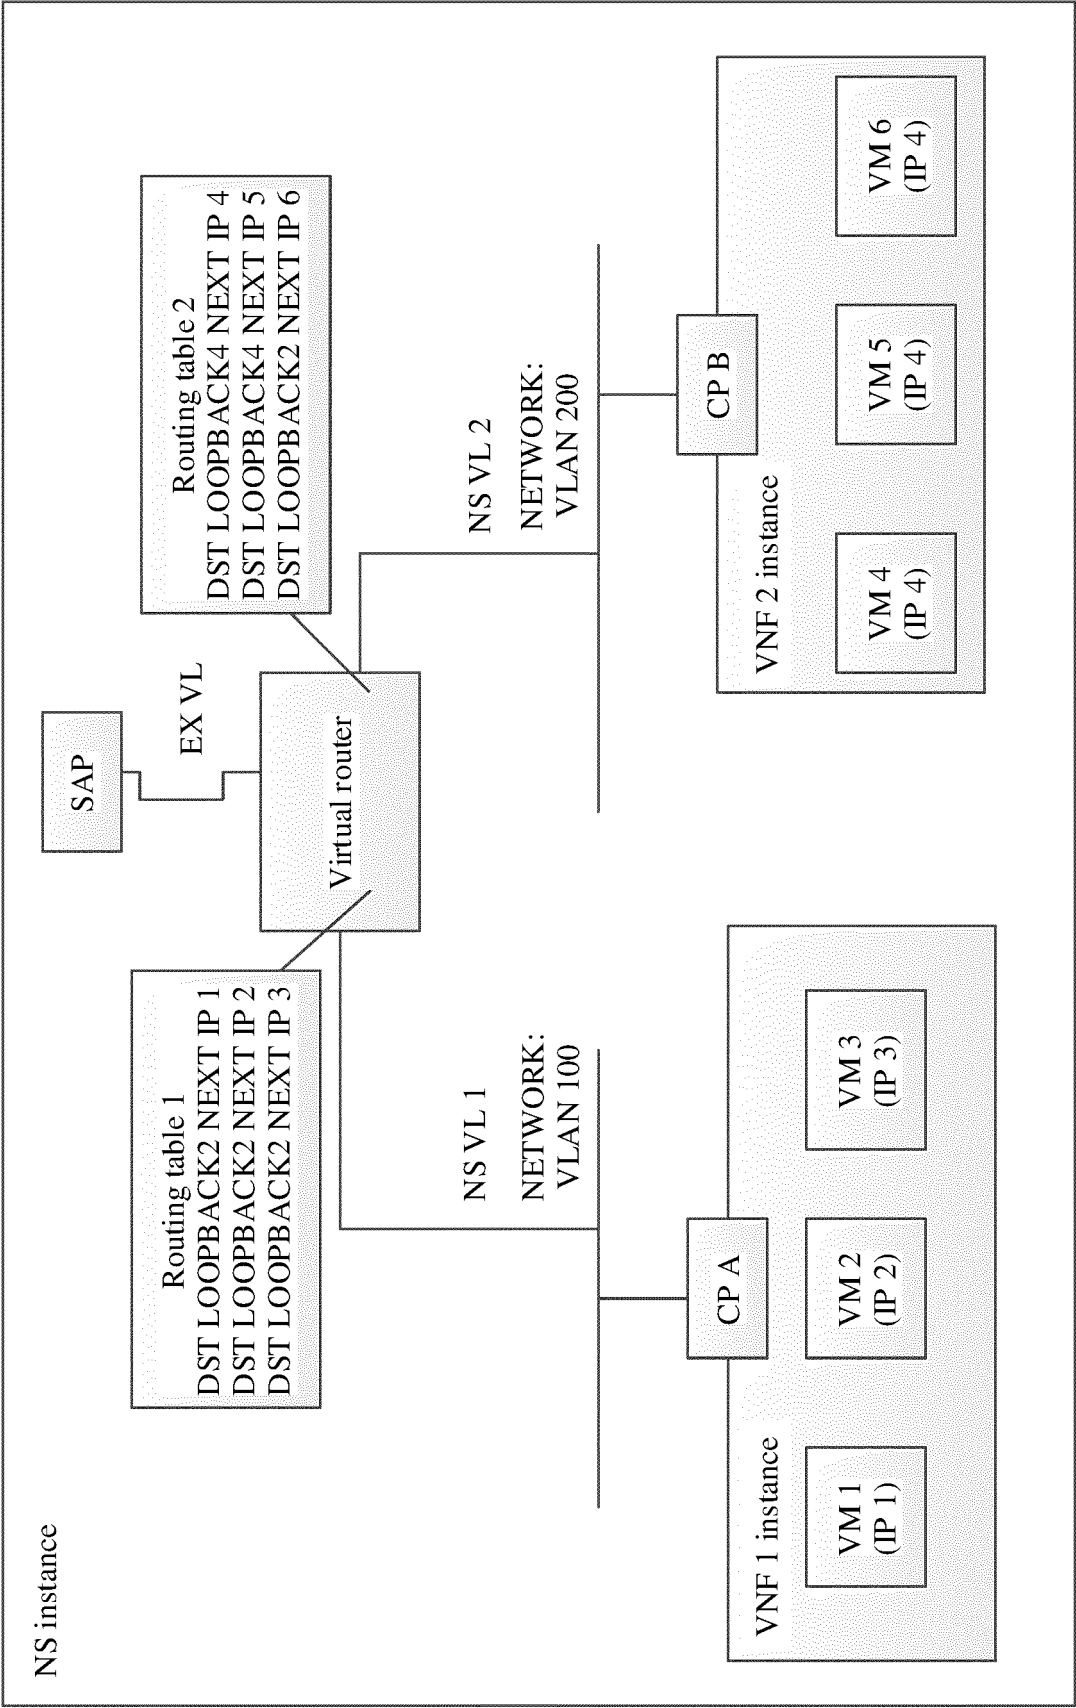 NS instance
SAP
EX VL
Virtual router
Routing table 1
DST LOOPBACK2 NEXT IP 1
DST LOOPBACK2 NEXT IP 2
DST LOOPBACK2 NEXT IP 3
Routing table 2
DST LOOPBACK4 NEXT IP 4
DST LOOPBACK4 NEXT IP 5
DST LOOPBACK2 NEXT IP 6
NS VL 1
NETWORK:
VLAN 100
NS VL 2
NETWORK:
VLAN 200
CP A
VNF 1 instance
VM 1
(IP 1)
VM 2
(IP 2)
VM 3
(IP 3)
CP B
VNF 2 instance
VM 4
(IP 4)
VM 5
(IP 4)
VM 6
(IP 4)